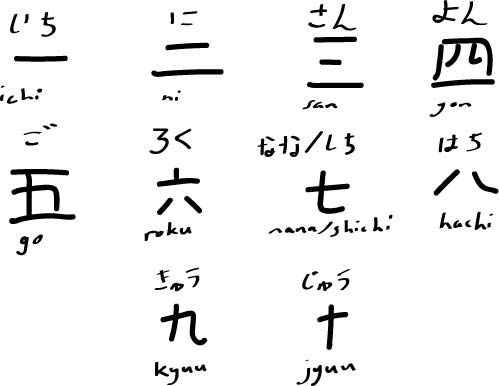 いち に さん よん
一 二 三 四
ichi ni san yon
ご ろく なな/しち はち
五 六 七 八
go roku nana/shichi hachi
きゅう じゅう
九 十
kyuu jyuu